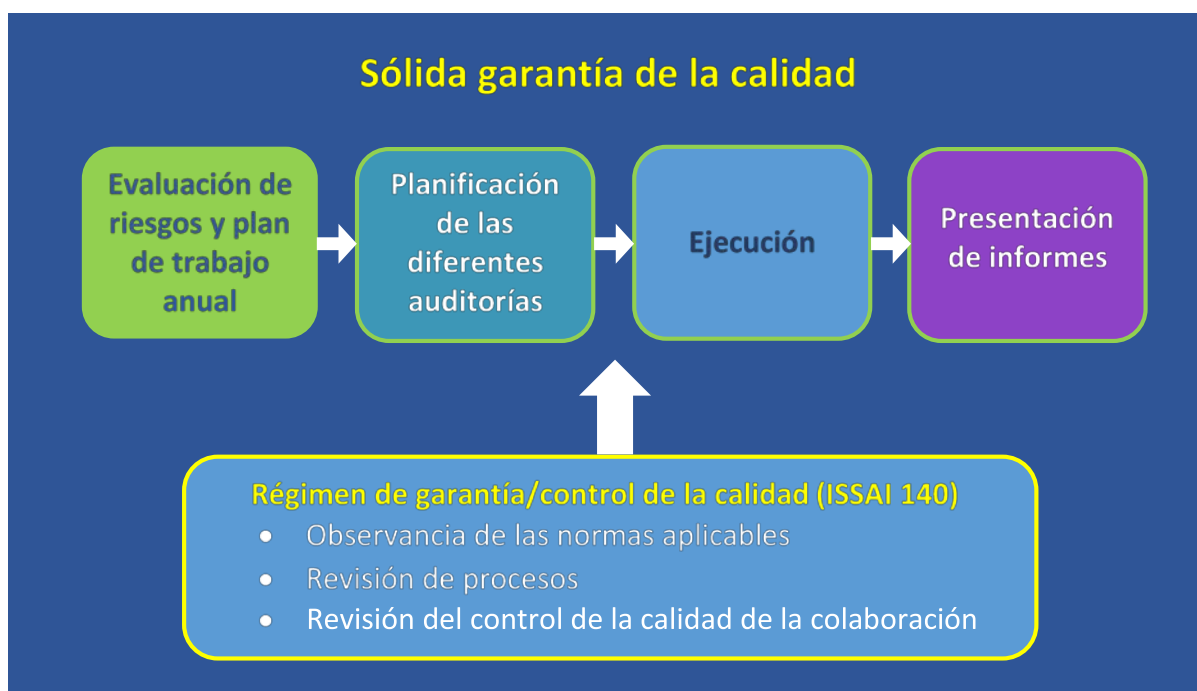 Sólida garantía de la calidad
Evaluación de
riesgos y plan
de trabajo
anual
Planificación
de las
diferentes
auditorías
Ejecución
Presentación
de informes
Régimen de garantía/control de la calidad (ISSAI 140)
• Observancia de las normas aplicables
• Revisión de procesos
• Revisión del control de la calidad de la colaboración